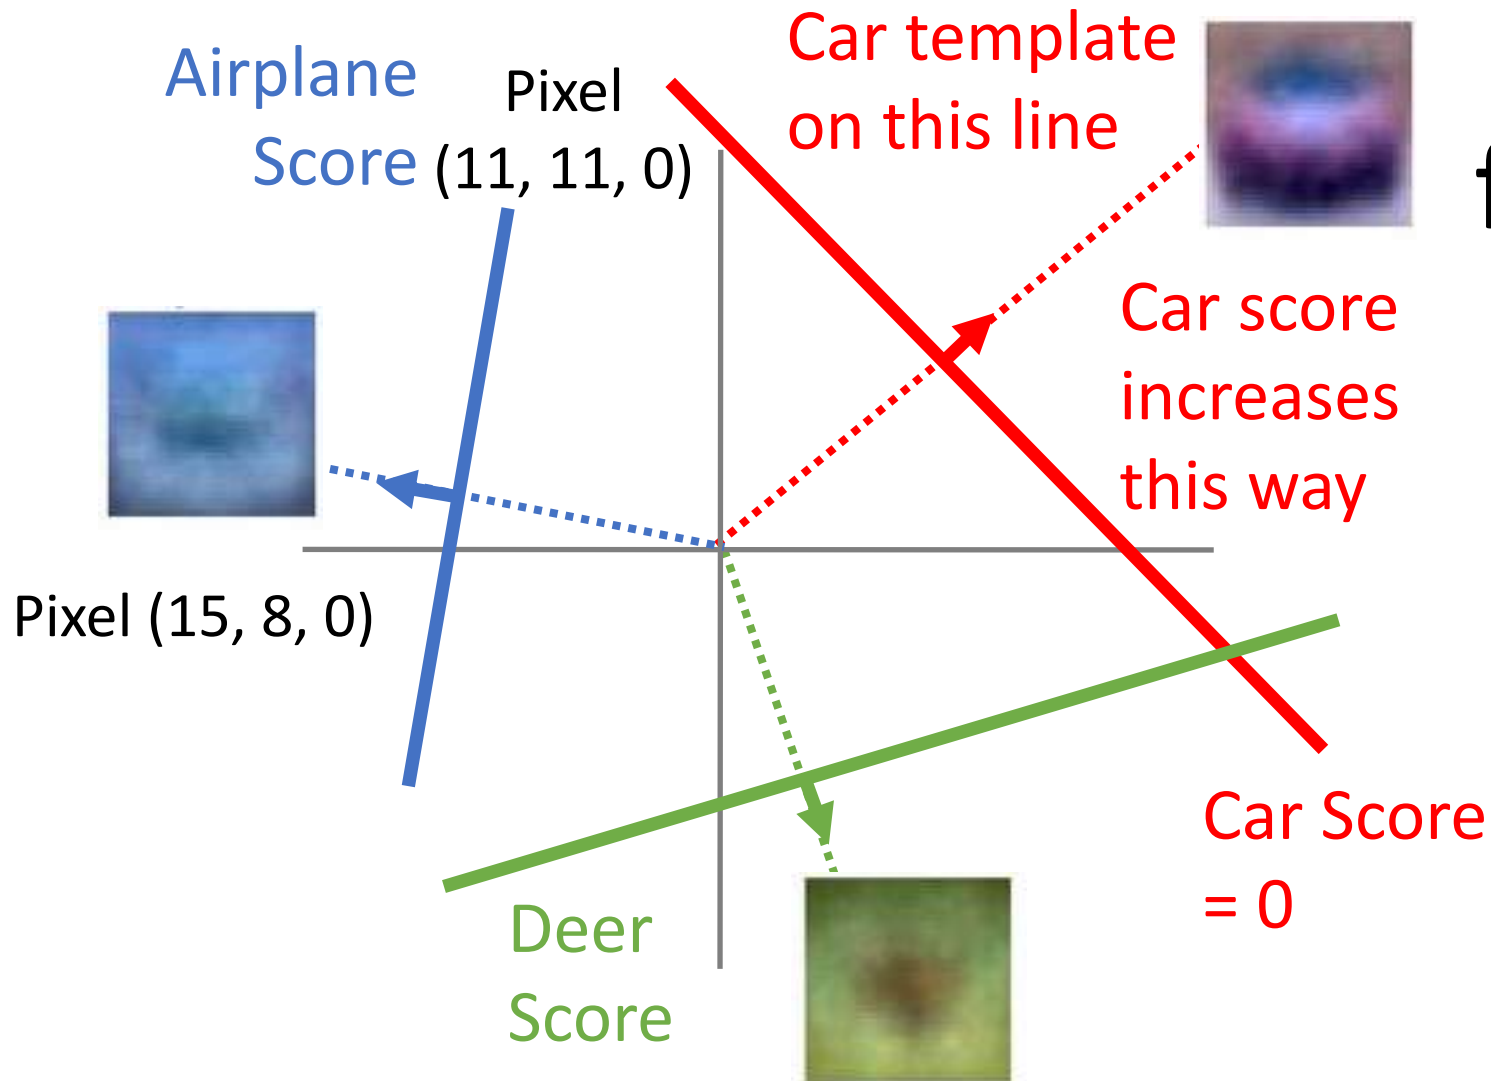 Airplane
Score
Pixel
(11, 11, 0)
Car template
on this line
f
Car score
increases
this way
Pixel (15, 8, 0)
Car Score
= 0
Deer
Score